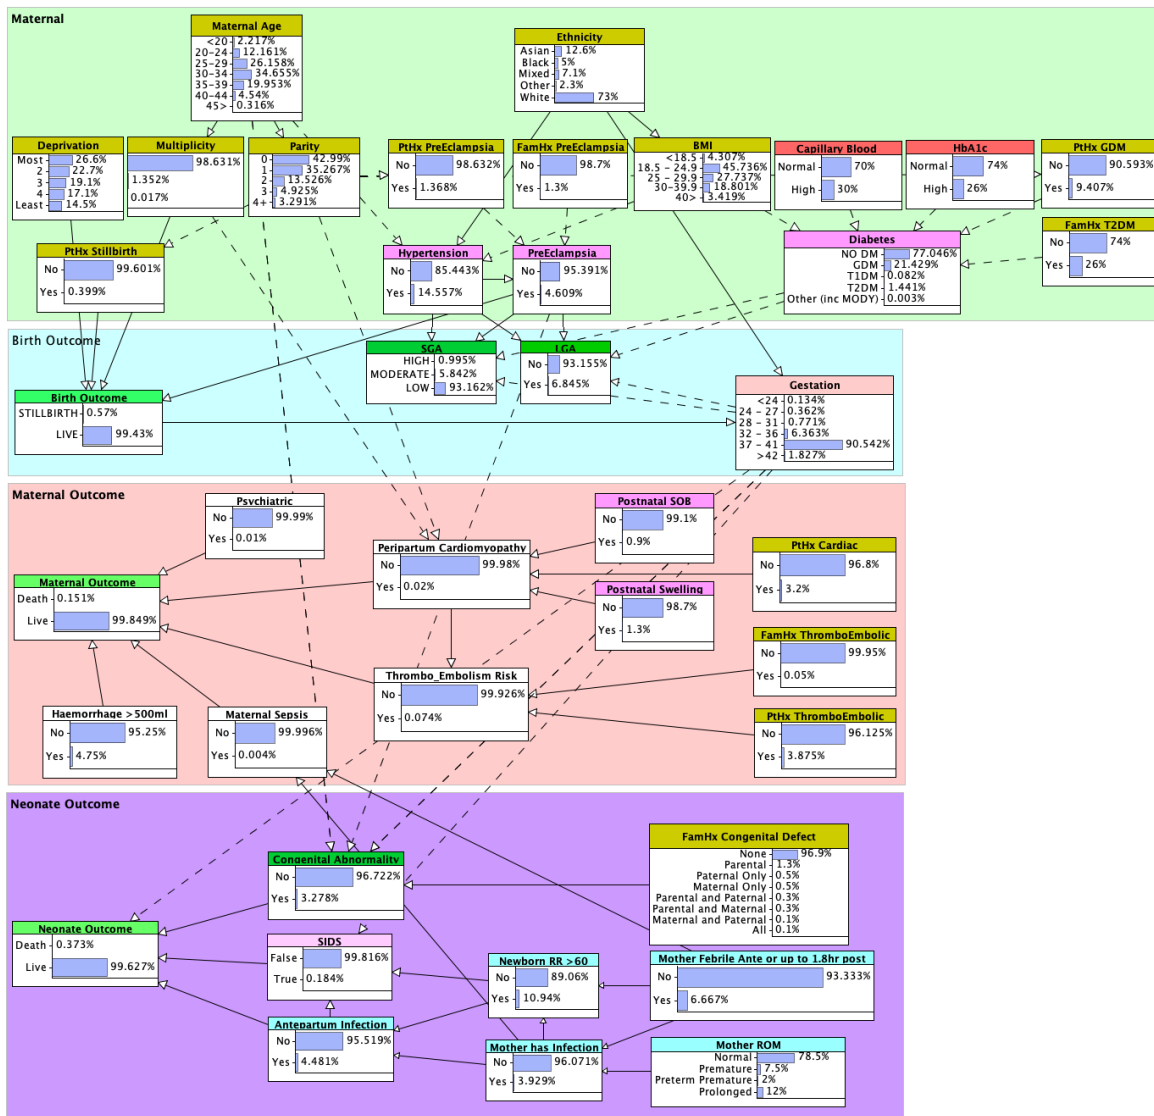 Maternal
Maternal Age
<20 2.217%
20-24 12.161%
25-29 26.158%
30-34 34.655%
35-39 19.953%
40-44 4.54%
45> 0.316%
Ethnicity
Asian 12.6%
Black 5%
Mixed 7.1%
Other 2.3%
White 73%
Deprivation
Most 26.6%
2 22.7%
3 19.1%
4 17.1%
Least 14.5%
Multiplicity
98.631%
1.352%
0.017%
Parity
0 42.99%
1 35.267%
2 13.526%
3 4.925%
4+ 3.291%
PtHx PreEclampsia
No 98.632%
Yes 1.368%
FamHx PreEclampsia
No 98.7%
Yes 1.3%
BMI
<18.5 4.307%
18.5 - 24.9 45.736%
25 - 29.9 27.737%
30-39.9 18.801%
40> 3.419%
Capillary Blood
Normal 70%
High 30%
HbA1c
Normal 74%
High 26%
PtHx GDM
No 90.593%
Yes 9.407%
PtHx Stillbirth
No 99.601%
Yes 0.399%
Hypertension
No 85.443%
Yes 14.557%
PreEclampsia
No 95.391%
Yes 4.609%
Diabetes
NO DM 77.046%
GDM 21.429%
T1DM 0.082%
T2DM 1.441%
Other (inc MODY) 0.003%
FamHx T2DM
No 74%
Yes 26%
Birth Outcome
SGA
HIGH 0.995%
MODERATE 5.842%
LOW 93.162%
LGA
No 93.155%
Yes 6.845%
Birth Outcome
STILLBIRTH 0.57%
LIVE 99.43%
Gestation
<24 0.134%
24 - 27 0.362%
28 - 31 0.771%
32 - 36 6.363%
37 - 41 90.542%
>42 1.827%
Maternal Outcome
Psychiatric
No 99.99%
Yes 0.01%
Postnatal SOB
No 99.1%
Yes 0.9%
Peripartum Cardiomyopathy
No 99.98%
Yes 0.02%
PtHx Cardiac
No 96.8%
Yes 3.2%
Maternal Outcome
Death 0.151%
Live 99.849%
Postnatal Swelling
No 98.7%
Yes 1.3%
FamHx ThromboEmbolic
No 99.95%
Yes 0.05%
Thrombo_Embolism Risk
No 99.926%
Yes 0.074%
Haemorrhage >500ml
No 95.25%
Yes 4.75%
Maternal Sepsis
No 99.996%
Yes 0.004%
PtHx ThromboEmbolic
No 96.125%
Yes 3.875%
Neonate Outcome
FamHx Congenital Defect
None 96.9%
Parental 1.3%
Paternal Only 0.5%
Maternal Only 0.5%
Parental and Paternal 0.3%
Parental and Maternal 0.3%
Maternal and Paternal 0.1%
All 0.1%
Congenital Abnormality
No 96.722%
Yes 3.278%
Neonate Outcome
Death 0.373%
Live 99.627%
SIDS
False 99.816%
True 0.184%
Newborn RR >60
No 89.06%
Yes 10.94%
Mother Febrile Ante or up to 1.8hr post
No 93.333%
Yes 6.667%
Antepartum Infection
No 95.519%
Yes 4.481%
Mother has Infection
No 96.071%
Yes 3.929%
Mother ROM
Normal 78.5%
Premature 7.5%
Preterm Premature 2%
Prolonged 12%